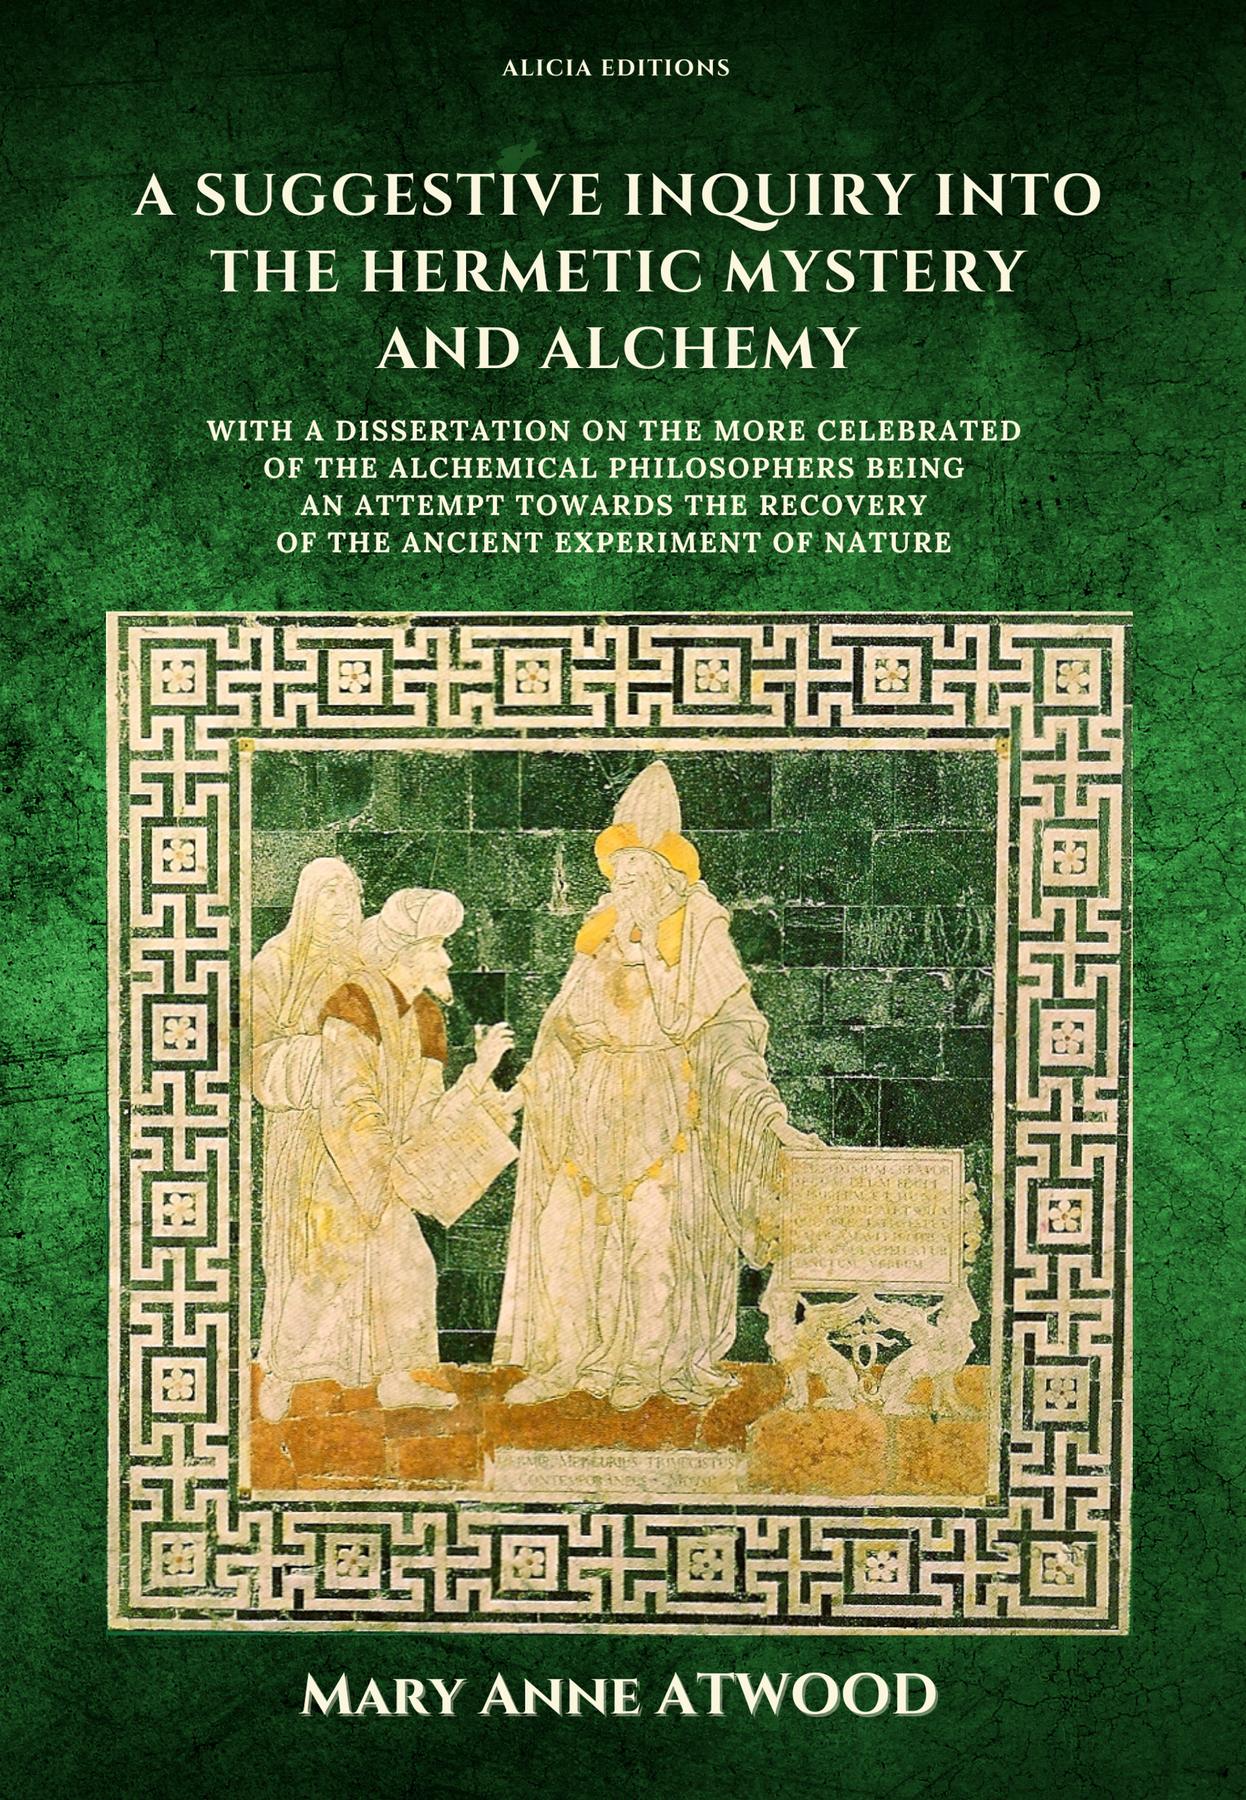 ALICIA EDITIONS
A SUGGESTIVE INQUIRY INTO
THE HERMETIC MYSTERY
AND ALCHEMY
WITH A DISSERTATION ON THE MORE CELEBRATED
OF THE ALCHEMICAL PHILOSOPHERS BEING
AN ATTEMPT TOWARDS THE RECOVERY
OF THE ANCIENT EXPERIMENT OF NATURE
MERCURIUS TRIMEGISTUS
CONTEMPORANEUS
MARY ANNE ATWOOD